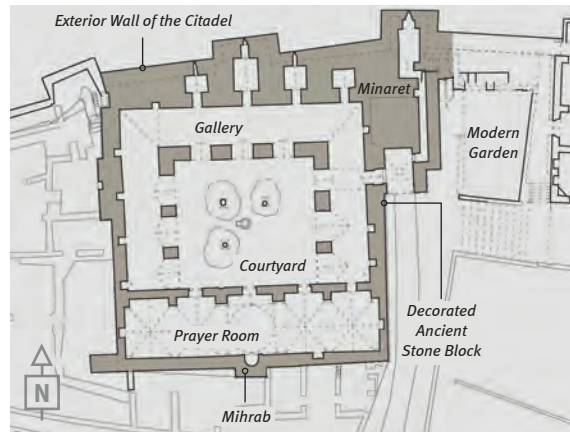 Exterior Wall of the Citadel
Minaret
Gallery
Modern
Garden
Courtyard
Decorated
Ancient
Stone Block
Prayer Room
N
Mihrab